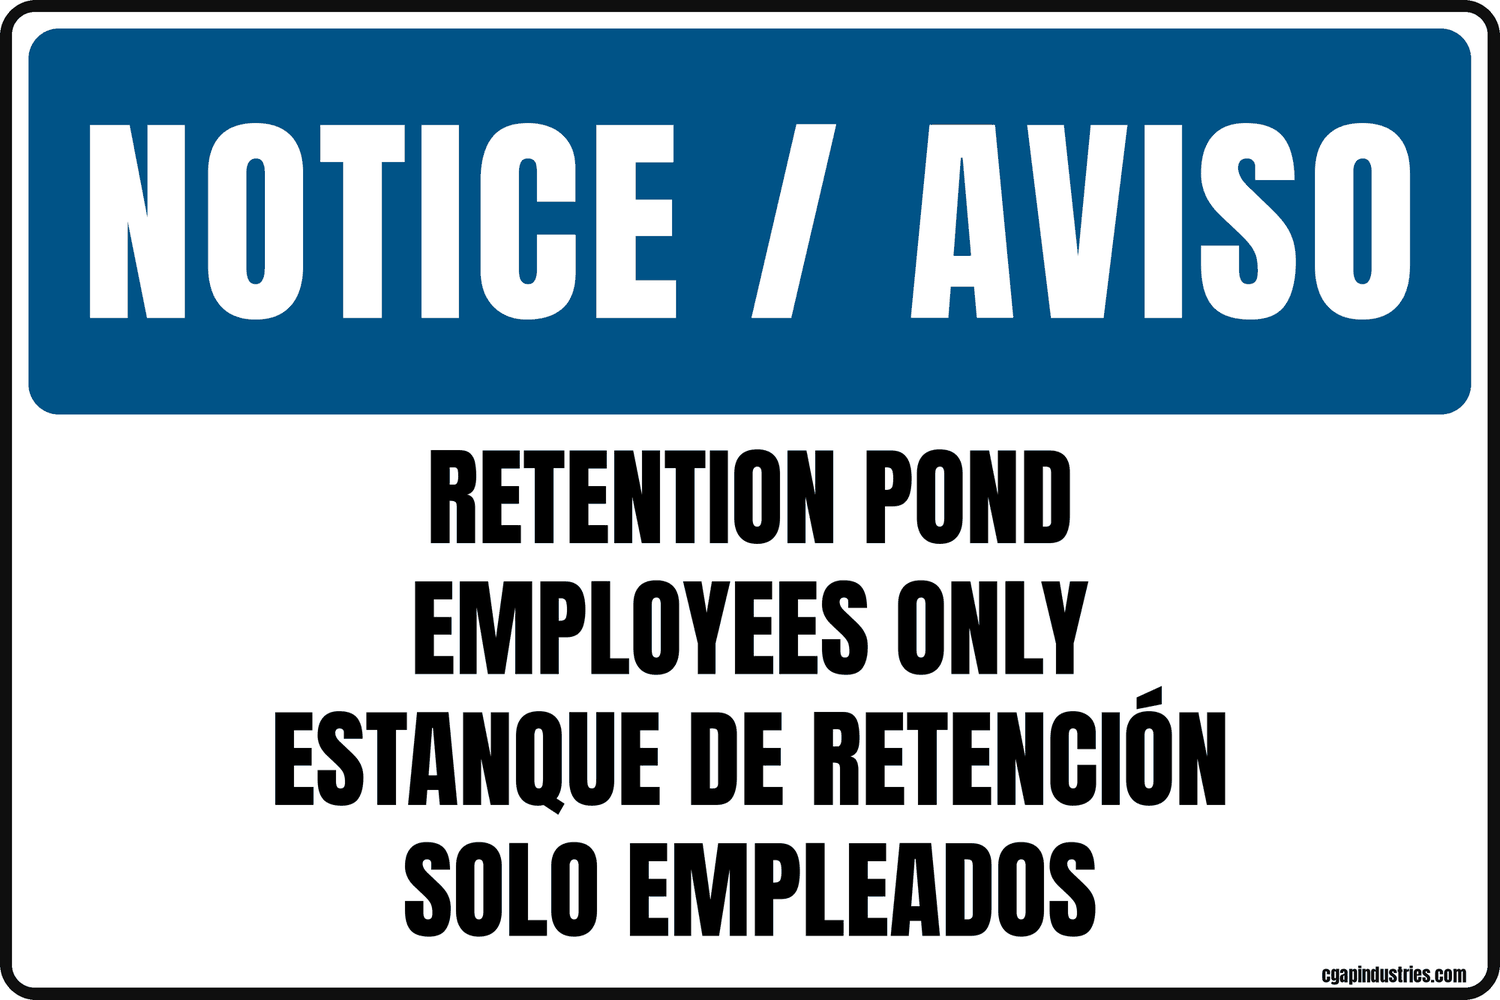 NOTICE / AVISO
RETENTION POND
EMPLOYEES ONLY
ESTANQUE DE RETENCIÓN
SOLO EMPLEADOS
cgapindustries.com